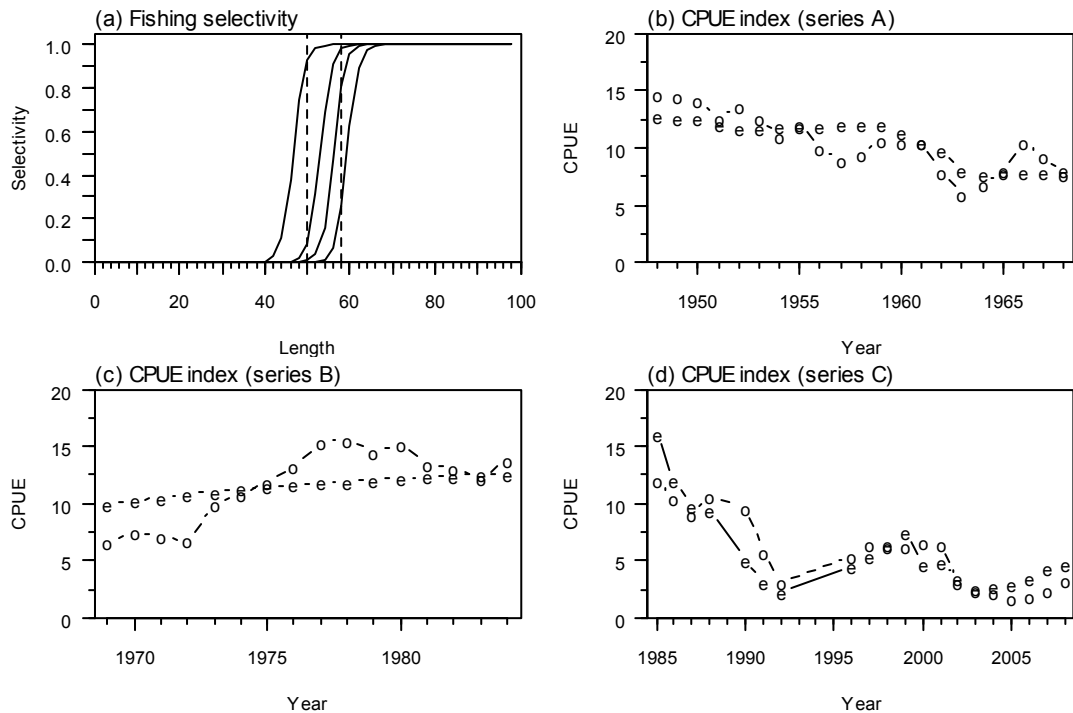 (a) Fishing selectivity
Selectivity
1.0
0.8
0.6
0.4
0.2
0.0
0 20 40 60 80 100
Length
(b) CPUE index (series A)
CPUE
20
15
10
5
0
1950 1955 1960 1965
Year
(c) CPUE index (series B)
CPUE
20
15
10
5
0
1970 1975 1980
Year
(d) CPUE index (series C)
CPUE
20
15
10
5
0
1985 1990 1995 2000 2005
Year